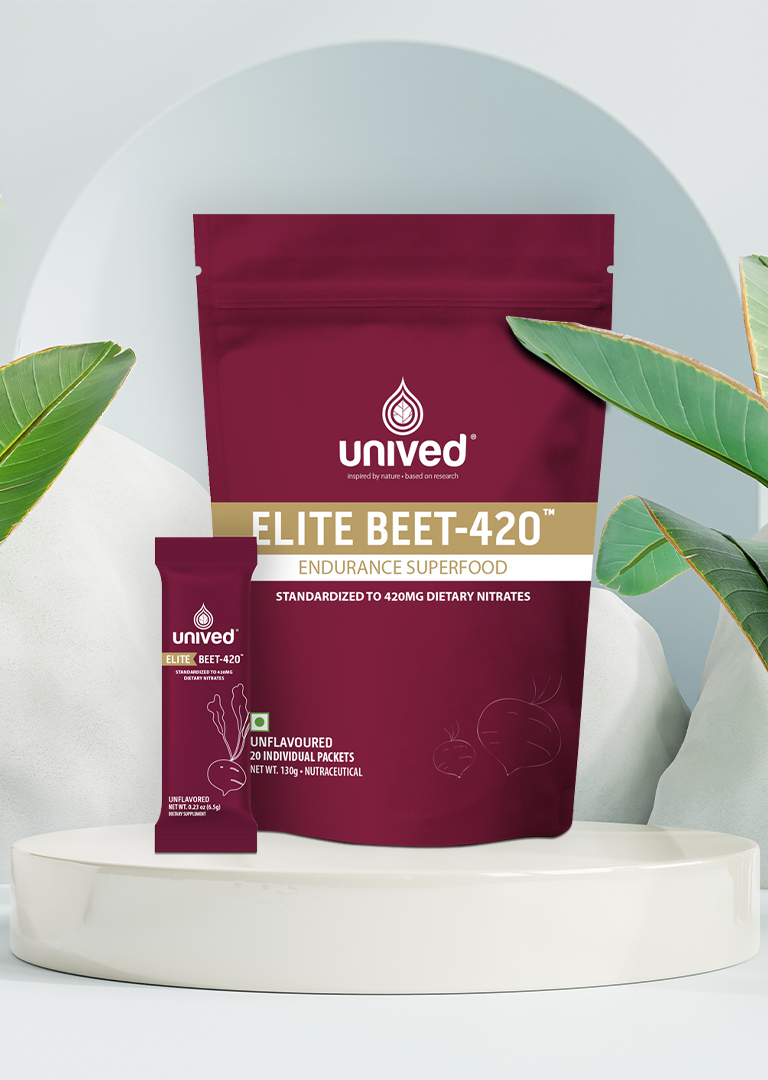 unived®
inspired by nature • based on research
ELITE BEET-420™
ENDURANCE SUPERFOOD
STANDARDIZED TO 420MG DIETARY NITRATES
UNFLAVOURED
20 INDIVIDUAL PACKETS
NET WT. 130g • NUTRACEUTICAL
unived®
ELITE BEET-420™
STANDARDIZED TO 420MG
DIETARY NITRATES
UNFLAVORED
NET WT. 0.23 oz (6.5g)
DIETARY SUPPLEMENT